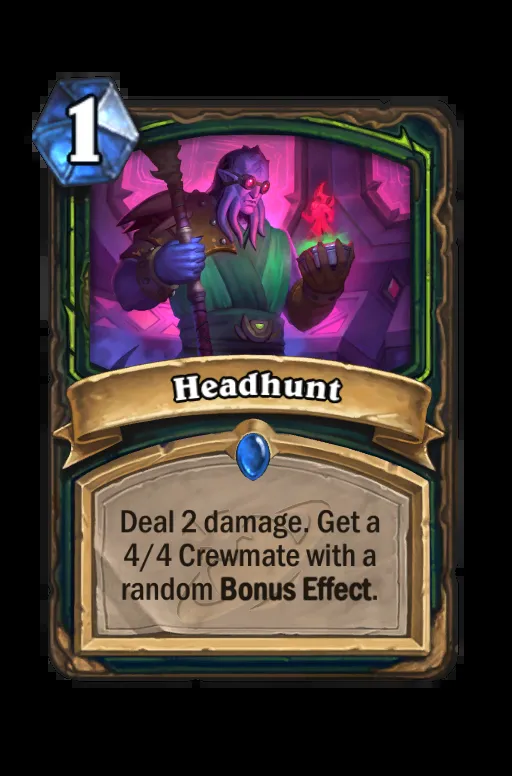 1
Headhunt
Deal 2 damage. Get a
4/4 Crewmate with a
random Bonus Effect.